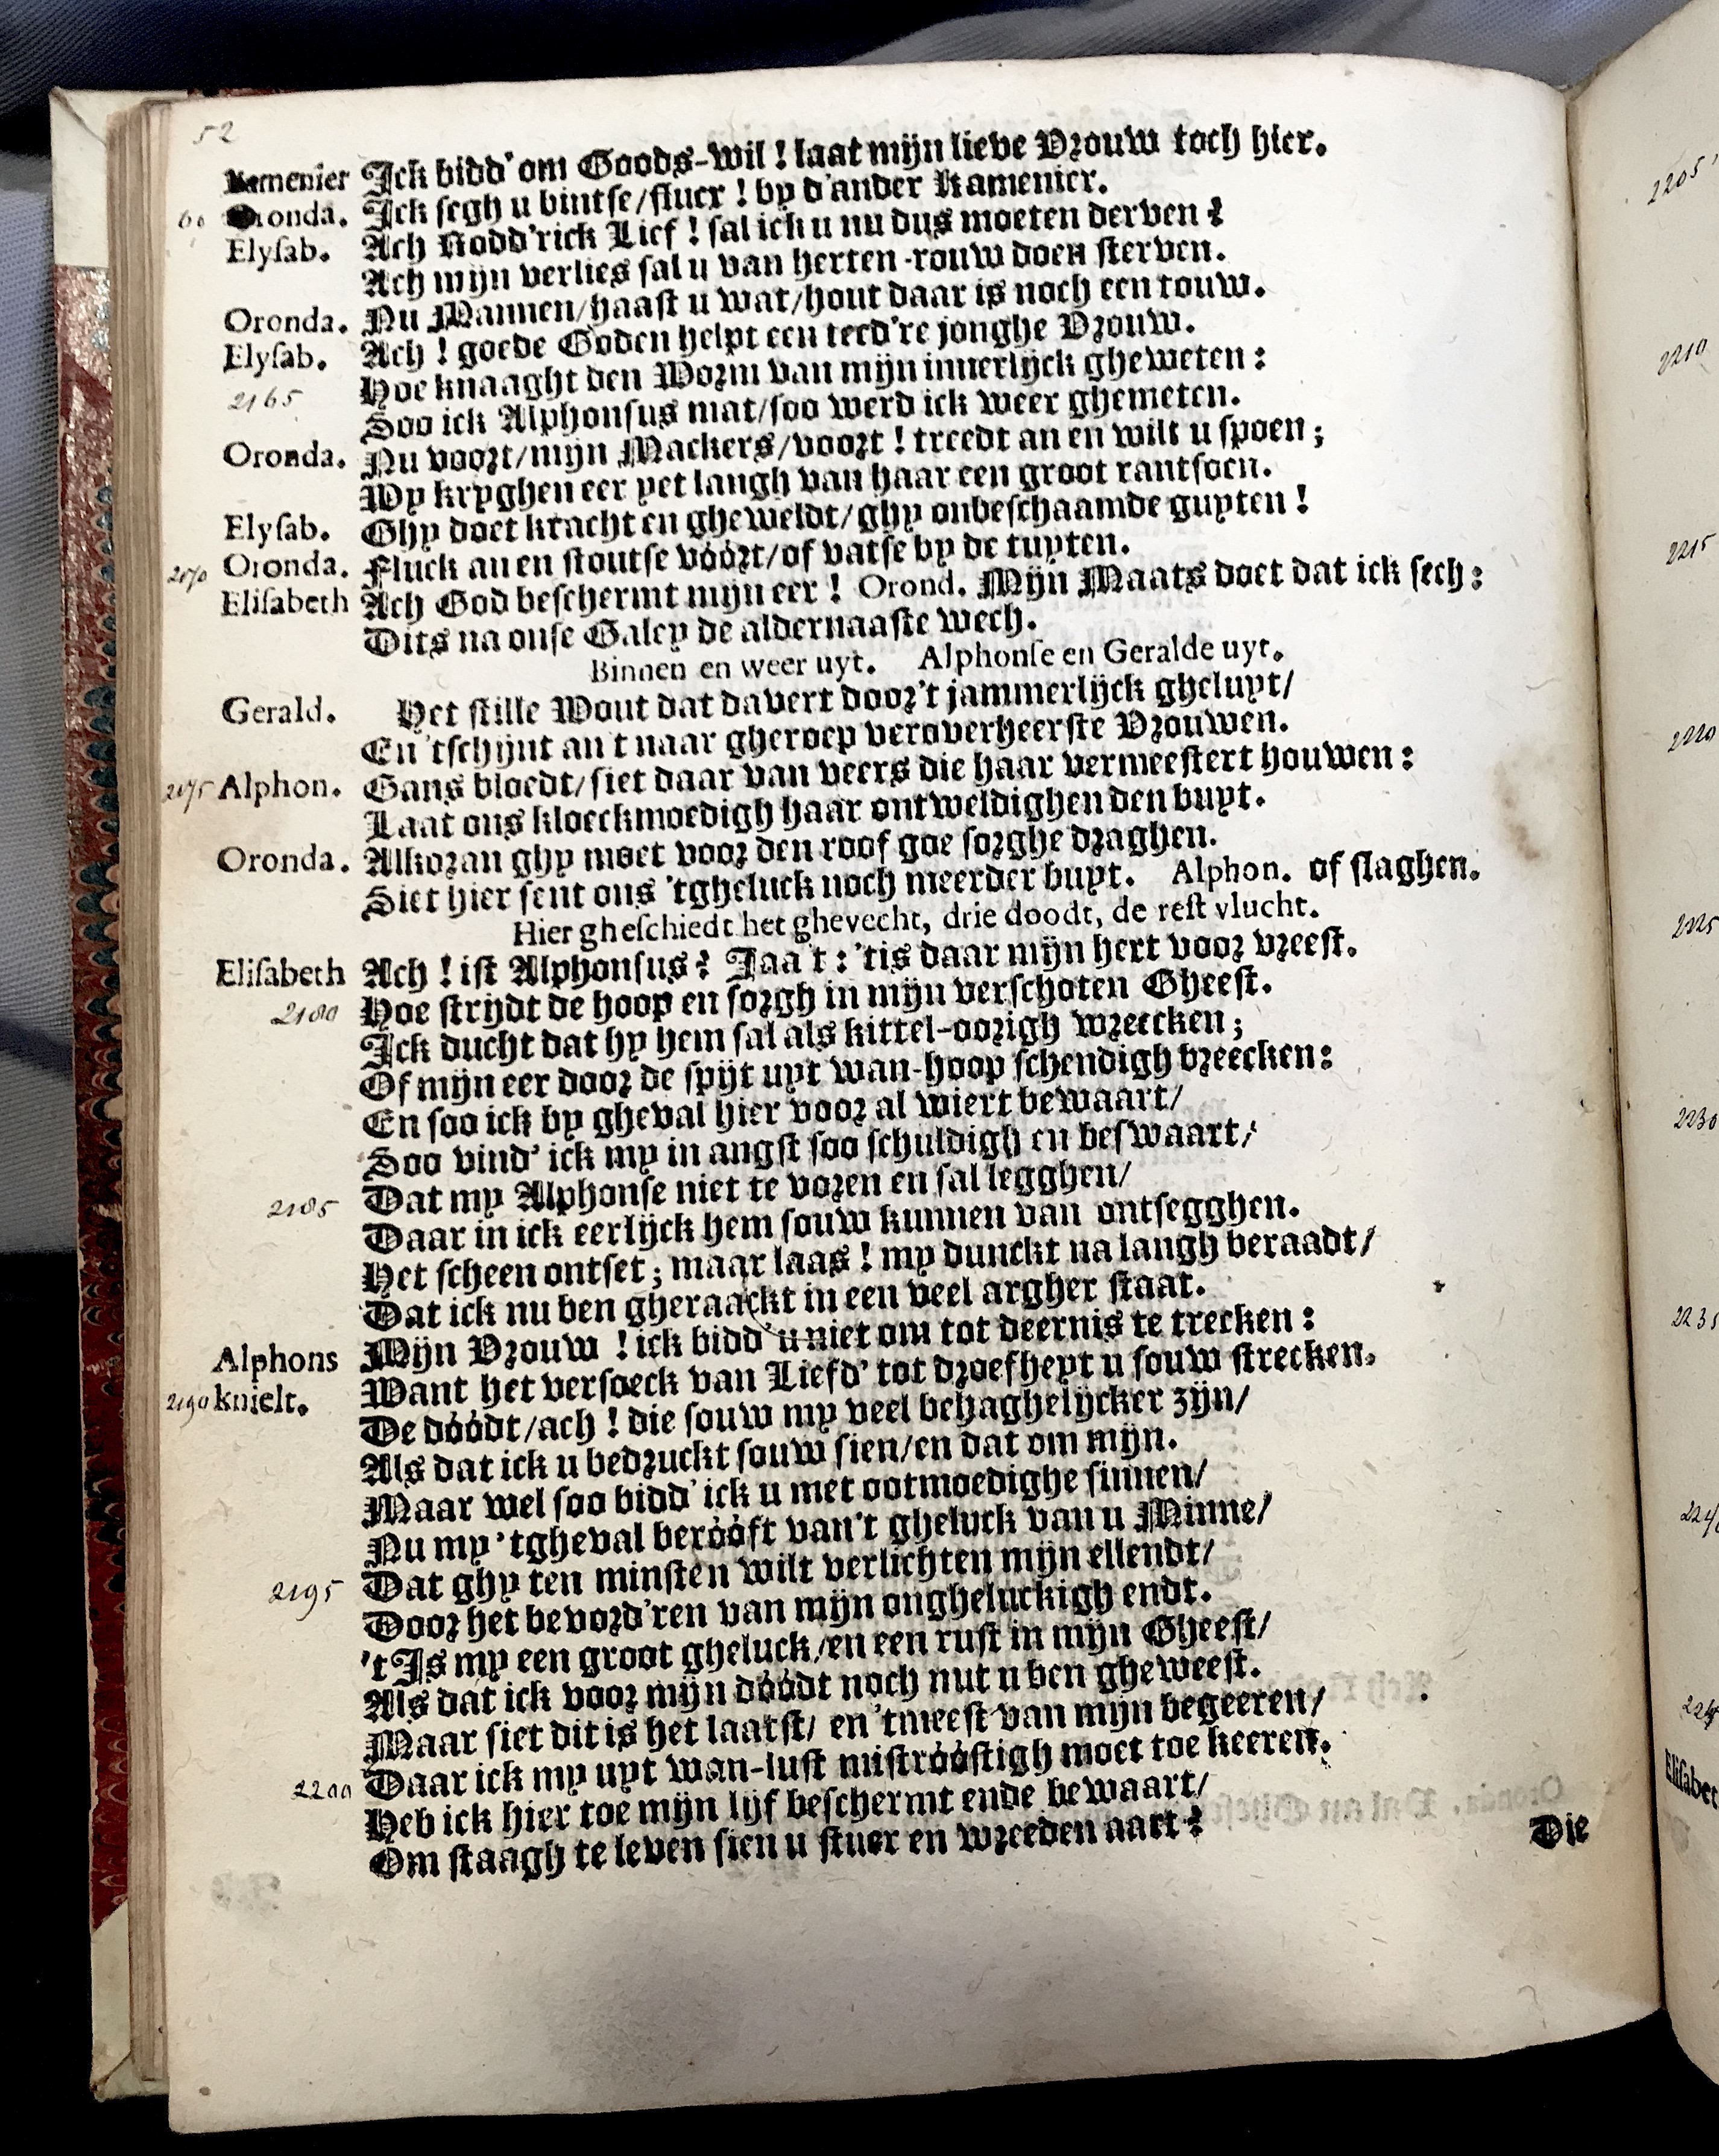 52
Kamenier Ick bidd' om Goods-wil! laat mijn lieve Vrouw toch hier.
60 Oronda. Ick segh u bintse/flucx! by d'ander Kamenier.
Elysab. Ach Rodd'rick Lief! sal ick u nu dus moeten derven?
Ach mijn verlies sal u van herten-rouw doen sterven.
Oronda. Nu Mannen/haast u wat/hout daar is noch een touw.
Elysab. Ach! goede Goden helpt een teed're jonghe Vrouw.
2165 Hoe knaaght den Worm van mijn innerlijck gheweten:
Soo ick Alphonsus mat/soo werd ick weer ghemeten.
Oronda. Nu voort/mijn Mackers/voort! treedt an en wilt u spoen;
Wy kryghen eer yet langh van haar een groot rantsoen.
Elysab. Ghy doet kracht en gheweldt/ghy onbeschaamde guyten!
2170 Oronda. Fluck an en stoutse vóórt/of vatse by de tuyten.
Elisabeth Ach God beschermt mijn eer! Orond. Mijn Maats doet dat ick sech:
Dits na onse Galey de aldernaaste wech.
Binnen en weer uyt. Alphonse en Geralde uyt.
Gerald. Het stille Wout dat davert door't jammerlijck gheluyt/
En 'tschijnt an t naar gheroep veroverheerste Vrouwen.
2175 Alphon. Gans bloedt/siet daar van veers die haar vermeestert houwen:
Laat ons kloeckmoedigh haar ontweldighen den buyt.
Oronda. Alkoran ghy moet voor den roof goe sorghe draghen.
Siet hier sent ons 'tgheluck noch meerder buyt. Alphon. of slaghen.
Hier gheschiedt het ghevecht, drie doodt, de rest vlucht.
Elisabeth Ach! ist Alphonsus? Jaa't: 'tis daar mijn hert voor vreest.
2180 Hoe strydt de hoop en sorgh in mijn verschoten Gheest.
Ick ducht dat hy hem sal als kittel-oorigh wreecken;
Of mijn eer door de spijt uyt wan-hoop schendigh breecken:
En soo ick by gheval hier voor al wiert bewaart/
Soo vind' ick my in angst soo schuldigh en beswaart/
2185 Dat my Alphonse niet te voren en sal legghen/
Daar in ick eerlijck hem souw kunnen van ontsegghen.
Het scheen ontset; maar laas! my dunckt na langh beraadt/
Dat ick nu ben gheraackt in een veel argher staat.
Alphons Mijn Vrouw! ick bidd' u niet om tot deernis te trecken:
2190 knielt. Want het versoeck van Liefd' tot droefheyt u souw strecken.
De dóódt/ach! die souw my veel behaghelijcker zijn/
Als dat ick u bedruckt souw sien/en dat om mijn.
Maar wel soo bidd' ick u met ootmoedighe sinnen/
Nu my 'tgheval beróóft van't gheluck van u Minne/
2195 Dat ghy ten minsten wilt verlichten mijn ellendt/
Door het bevord'ren van mijn ongheluckigh endt.
't Is my een groot gheluck/en een rust in mijn Gheest/
Als dat ick voor mijn dóódt noch nut u ben gheweest.
Maar siet dit is het laatst/ en 'tmeest van mijn begeeren/
2200 Daar ick my uyt wan-lust mistróóstigh moet toe keeren.
Heb ick hier toe mijn lijf beschermt ende bewaart/
Om staagh te leven sien u stuer en wreeden aart?
Die
2205
2210
2215
2220
2225
2230
2235